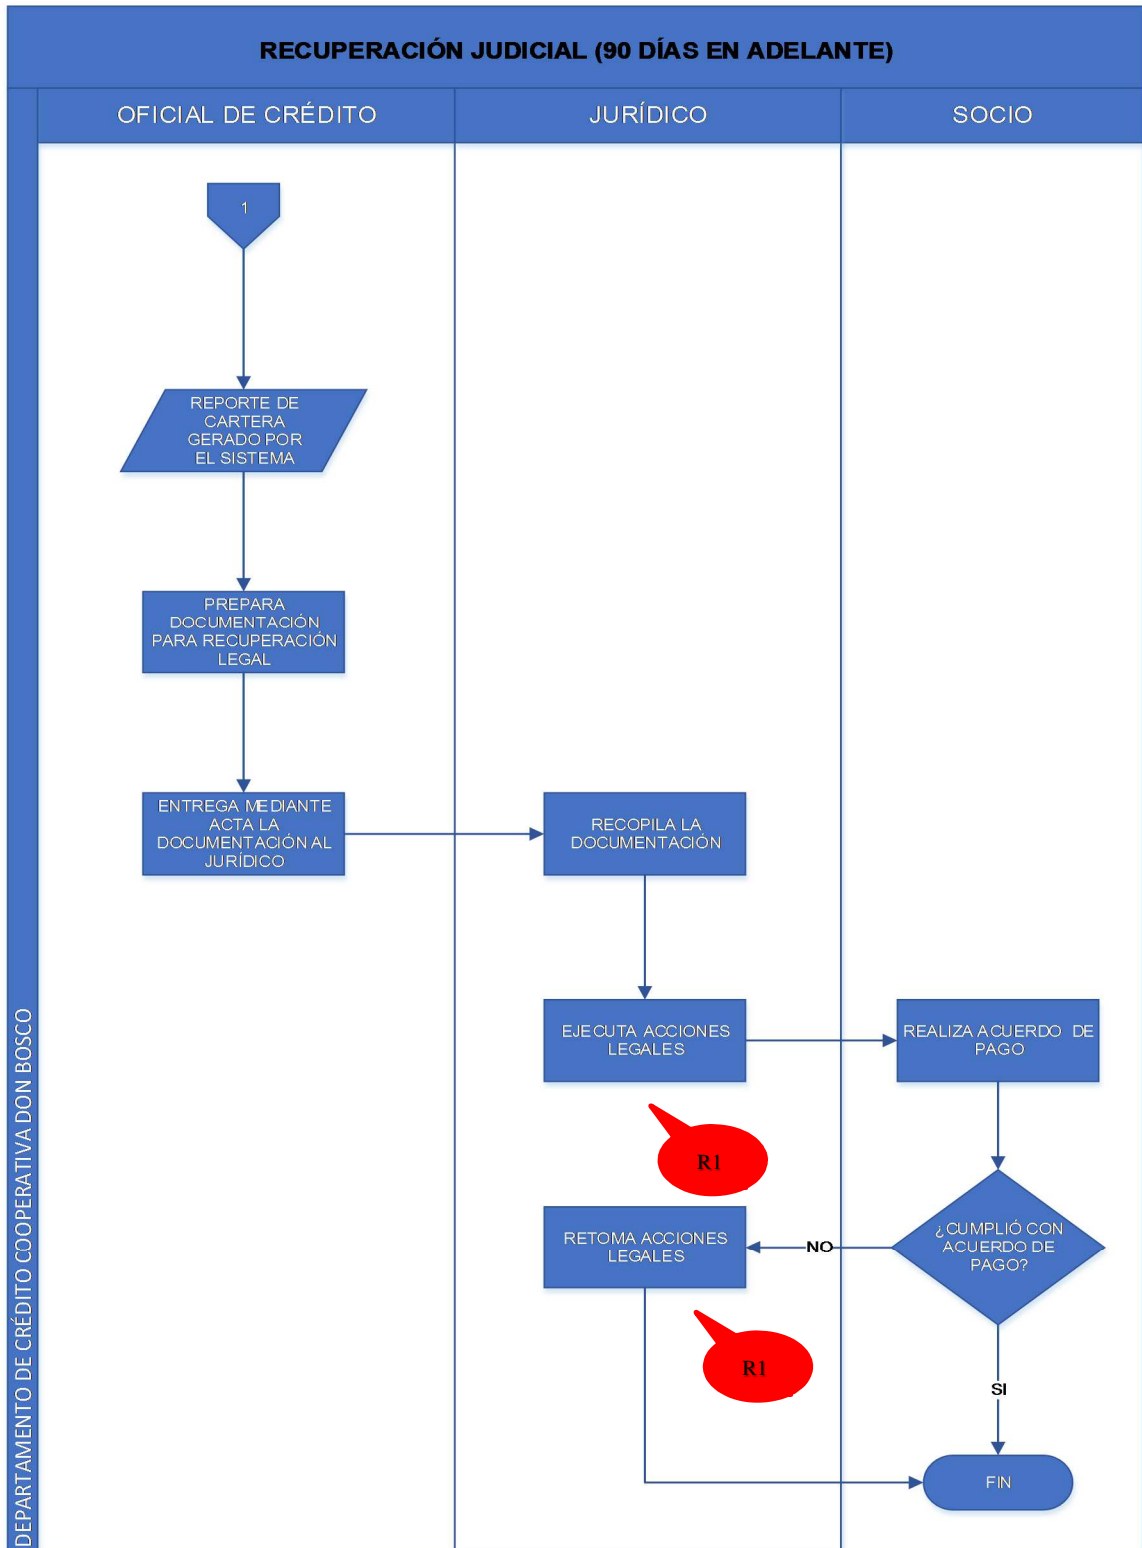 RECUPERACIÓN JUDICIAL (90 DÍAS EN ADELANTE)
OFICIAL DE CRÉDITO
JURÍDICO
SOCIO
DEPARTAMENTO DE CRÉDITO COOPERATIVA DON BOSCO
1
REPORTE DE
CARTERA
GERADO POR
EL SISTEMA
PREPARA
DOCUMENTACIÓN
PARA RECUPERACIÓN
LEGAL
ENTREGA MEDIANTE
ACTA LA
DOCUMENTACIÓN AL
JURÍDICO
RECOPILA LA
DOCUMENTACIÓN
EJECUTA ACCIONES
LEGALES
REALIZA ACUERDO DE
PAGO
R1
¿CUMPLIÓ CON
ACUERDO DE
PAGO?
NO
RETOMA ACCIONES
LEGALES
R1
SI
FIN